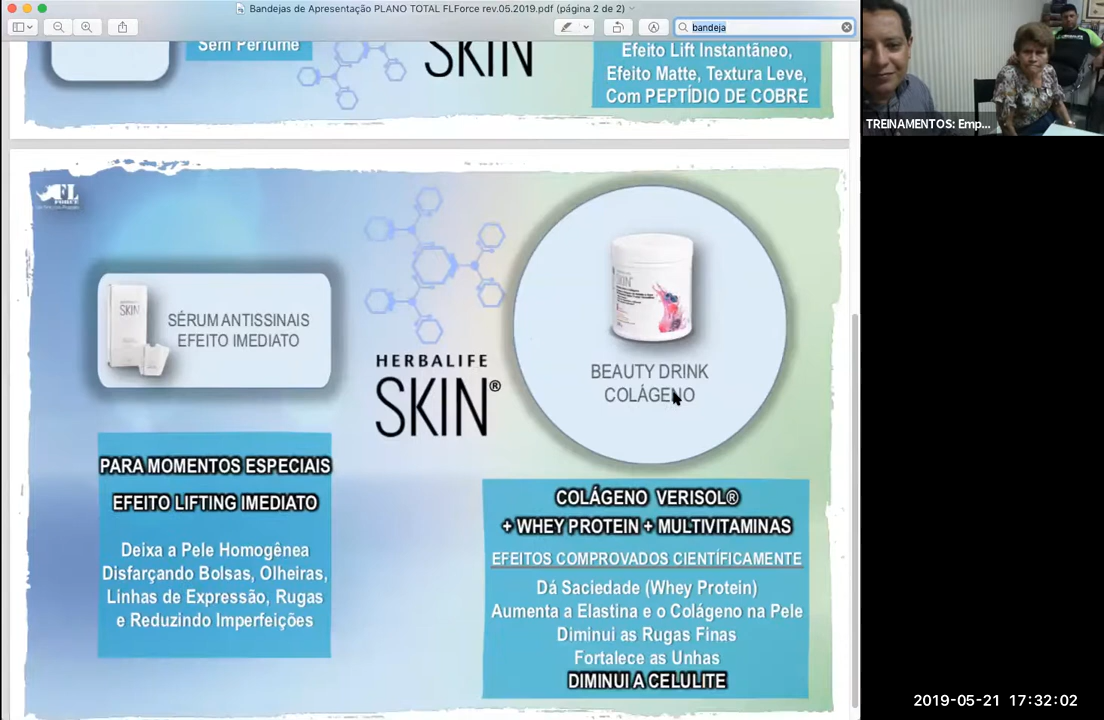 Bandejas de Apresentação PLANO TOTAL FLForce rev.05.2019.pdf (página 2 de 2)
bandeja
Sem Perfume
SKIN
Efeito Lift Instantâneo,
Efeito Matte, Textura Leve,
Com PEPTÍDIO DE COBRE
TREINAMENTOS: Emp...
FL
FORCE
SKIN
SÉRUM ANTISSINAIS
EFEITO IMEDIATO
HERBALIFE
SKIN®
SKIN
BEAUTY DRINK
COLÁGENO
PARA MOMENTOS ESPECIAIS
EFEITO LIFTING IMEDIATO
Deixa a Pele Homogênea
Disfarçando Bolsas, Olheiras,
Linhas de Expressão, Rugas
e Reduzindo Imperfeições
COLÁGENO VERISOL®
+ WHEY PROTEIN + MULTIVITAMINAS
EFEITOS COMPROVADOS CIENTÍFICAMENTE
Dá Saciedade (Whey Protein)
Aumenta a Elastina e o Colágeno na Pele
Diminui as Rugas Finas
Fortalece as Unhas
DIMINUI A CELULITE
2019-05-21 17:32:02